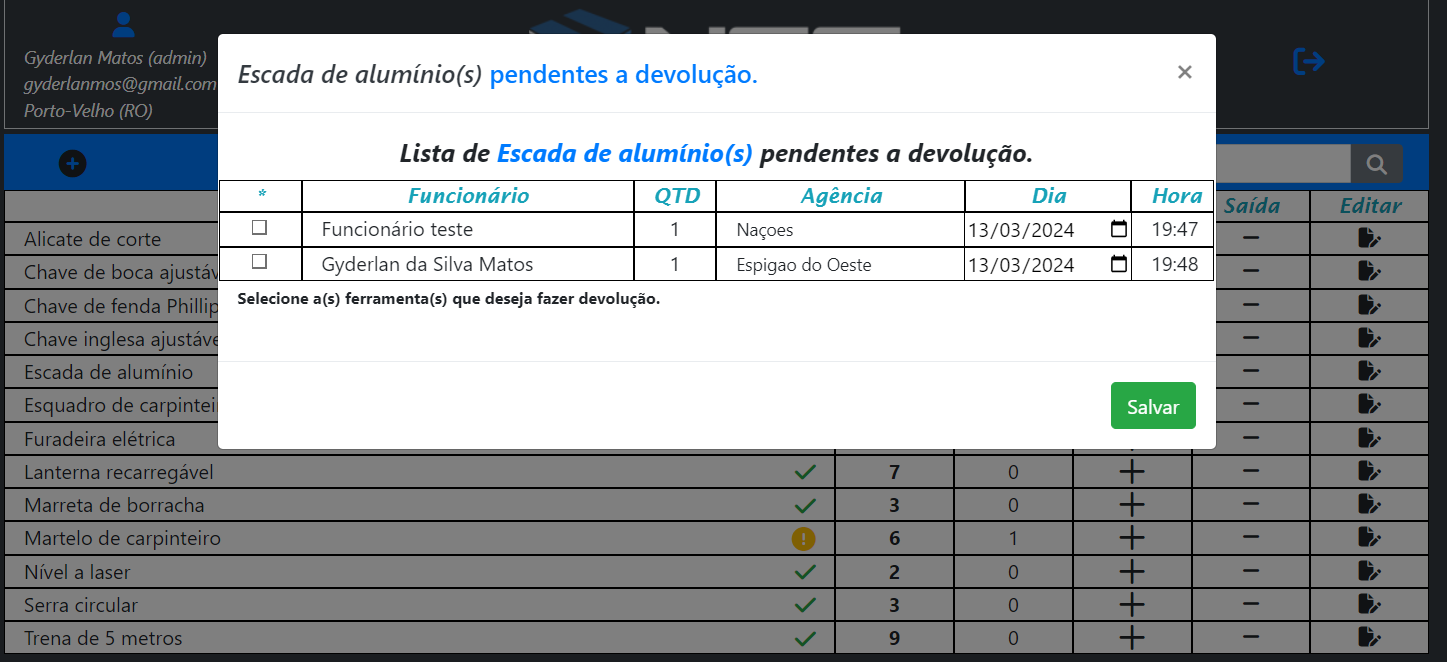 Gyderlan Matos (admin)
gyderlanmos@gmail.com
Porto-Velho (RO)
Escada de alumínio(s) pendentes a devolução.
×
Lista de Escada de alumínio(s) pendentes a devolução.
* Funcionário QTD Agência Dia Hora
Funcionário teste 1 Naçoes 13/03/2024 19:47
Gyderlan da Silva Matos 1 Espigao do Oeste 13/03/2024 19:48
Selecione a(s) ferramenta(s) que deseja fazer devolução.
Salvar
Saída Editar
Alicate de corte
Chave de boca ajustáv
Chave de fenda Phillip
Chave inglesa ajustáve
Escada de alumínio
Esquadro de carpintei
Furadeira elétrica
Lanterna recarregável 7 0
Marreta de borracha 3 0
Martelo de carpinteiro 6 1
Nível a laser 2 0
Serra circular 3 0
Trena de 5 metros 9 0